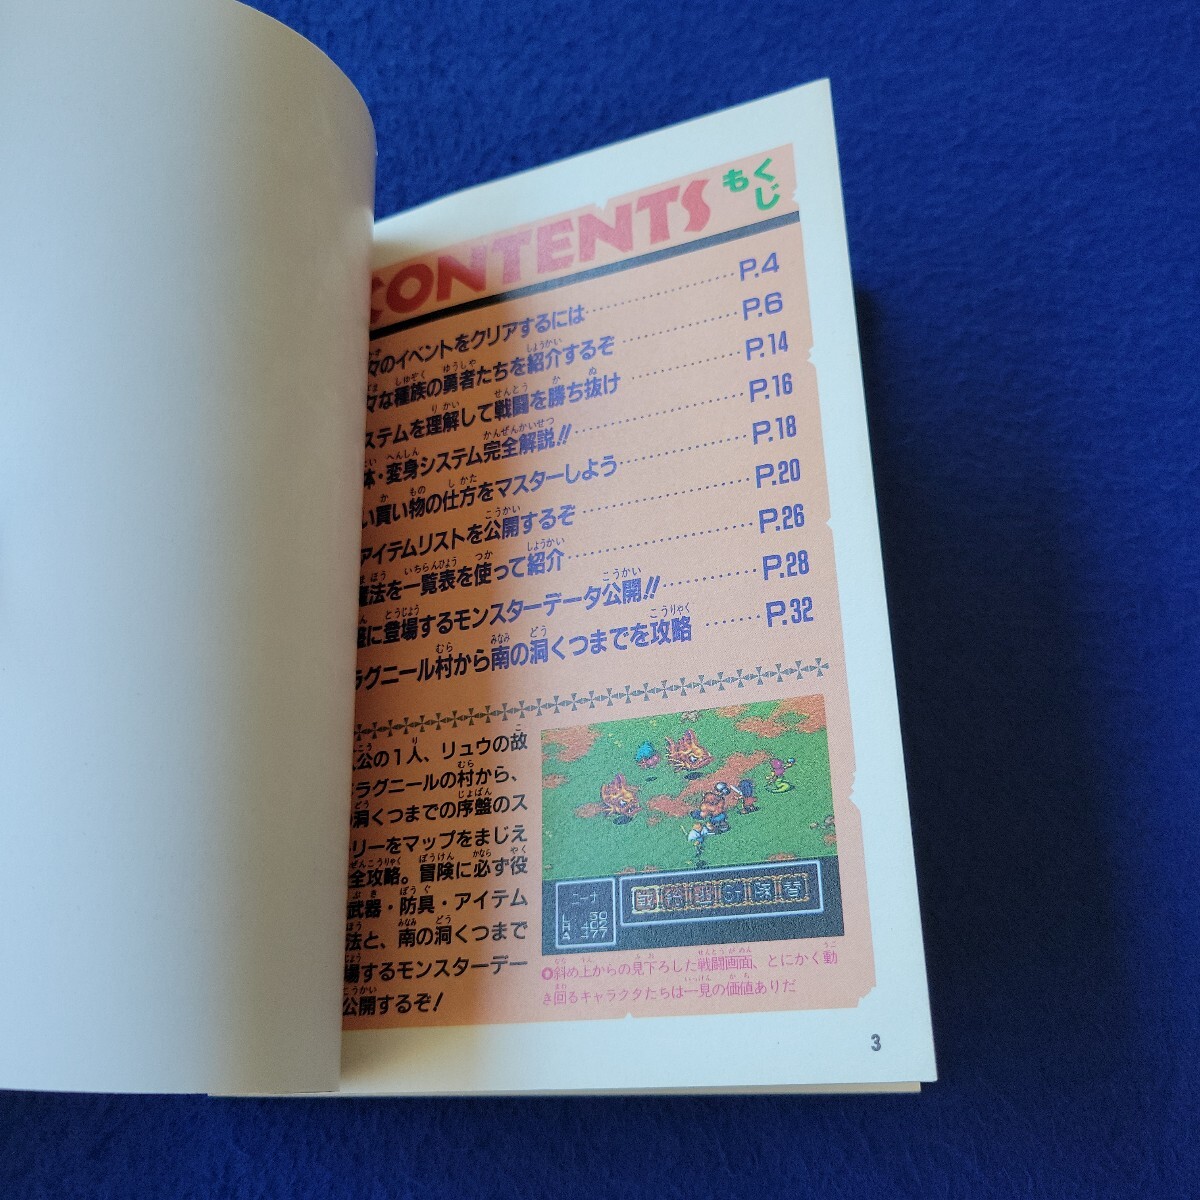 CONTENTS もくじ
々のイベントをクリアするには……………P.4
々な種族の勇者たちを紹介するぞ……………P.6
ステムを理解して戦闘を勝ち抜け……………P.14
体・変身システム完全解説!!……………P.16
い買い物の仕方をマスターしよう……………P.18
アイテムリストを公開するぞ……………P.20
魔法を一覧表を使って紹介……………P.26
盤に登場するモンスターデータ公開!!……………P.28
ラグニール村から南の洞くつまでを攻略……P.32
公の1人、リュウの故
ラグニールの村から、
洞くつまでの序盤のス
ーリーをマップをまじえ
全攻略。冒険に必ず役
武器・防具・アイテム
法と、南の洞くつまで
場するモンスターデー
公開するぞ!
ニーナ
L 30
H 402
A 477
斜め上からの見下ろした戦闘画面、とにかく動
き回るキャラクタたちは一見の価値ありだ
3